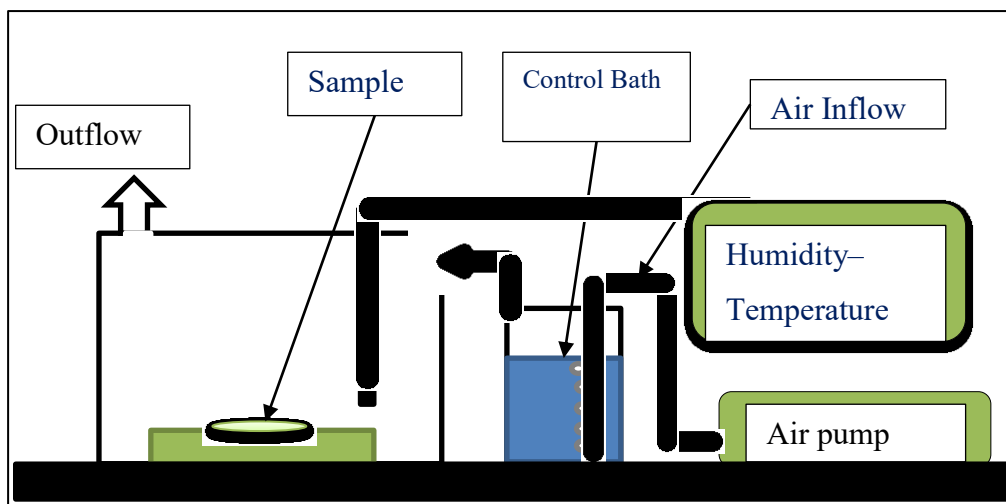 Sample
Control Bath
Air Inflow
Outflow
Humidity–
Temperature
Air pump